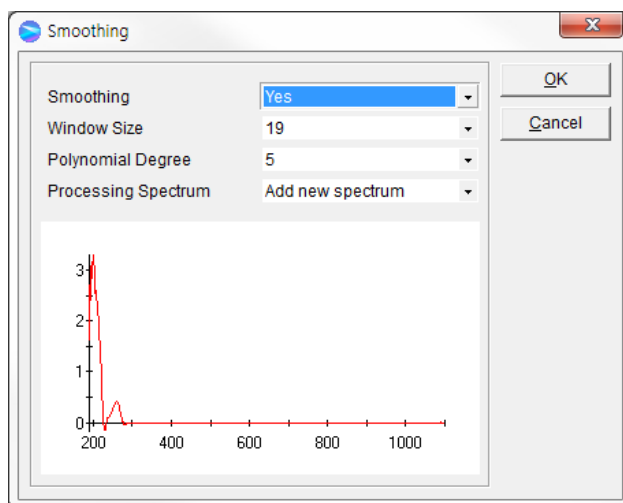 Smoothing
Smoothing Yes
Window Size 19
Polynomial Degree 5
Processing Spectrum Add new spectrum
OK
Cancel
3
2
1
0
200 400 600 800 1000